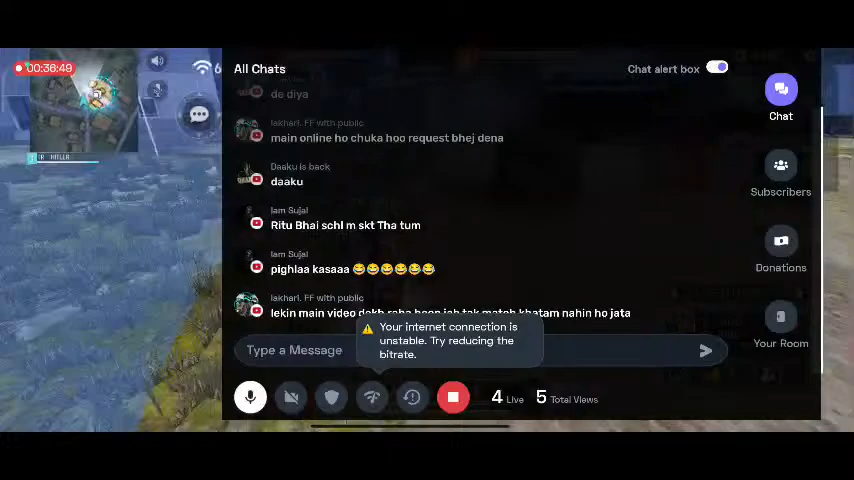 00:36:49
6
All Chats
Chat alert box
de diya
lakhari. FF with public
main online ho chuka hoo request bhej dena
Chat
Daaku is back
daaku
Subscribers
Iam Sujal
Ritu Bhai schl m skt Tha tum
Iam Sujal
pighlaa kasaaa 😂😂😂😂😂😂
Donations
lakhari. FF with public
lekin main video dekh raha hoon jab tak match khatam nahin ho jata
Your internet connection is
unstable. Try reducing the
bitrate.
Type a Message
Your Room
4 Live 5 Total Views
HITLER